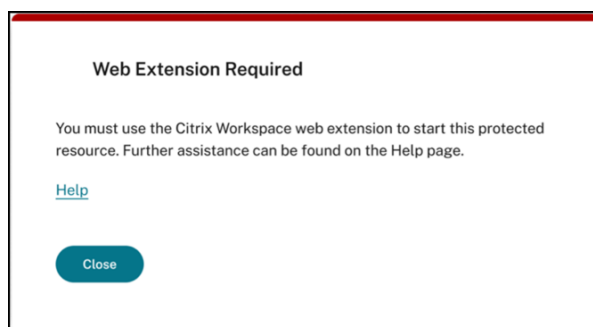 Web Extension Required
You must use the Citrix Workspace web extension to start this protected
resource. Further assistance can be found on the Help page.
Help
Close